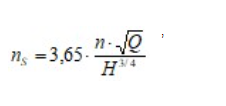 n_S = 3,65 · n · √Q / H^{3/4} ,